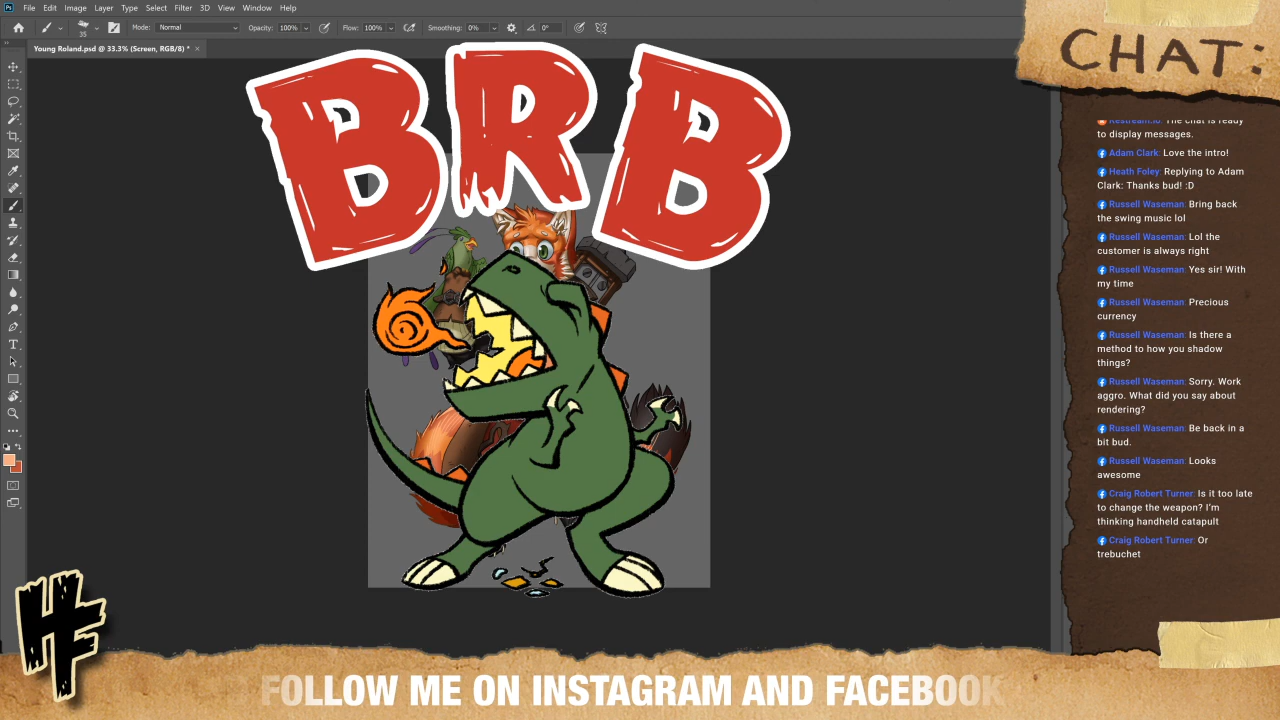 Ps File Edit Image Layer Type Select Filter 3D View Window Help
35 Mode: Normal Opacity: 100% Flow: 100% Smoothing: 0% 0°
Young Roland.psd @ 33.3% (Screen, RGB/8) * ×
CHAT:
BRB
Restream.io: The chat is ready
to display messages.
Adam Clark: Love the intro!
Heath Foley: Replying to Adam
Clark: Thanks bud! :D
Russell Waseman: Bring back
the swing music lol
Russell Waseman: Lol the
customer is always right
Russell Waseman: Yes sir! With
my time
Russell Waseman: Precious
currency
Russell Waseman: Is there a
method to how you shadow
things?
Russell Waseman: Sorry. Work
aggro. What did you say about
rendering?
Russell Waseman: Be back in a
bit bud.
Russell Waseman: Looks
awesome
Craig Robert Turner: Is it too late
to change the weapon? I'm
thinking handheld catapult
Craig Robert Turner: Or
trebuchet
HF
FOLLOW ME ON INSTAGRAM AND FACEBOOK